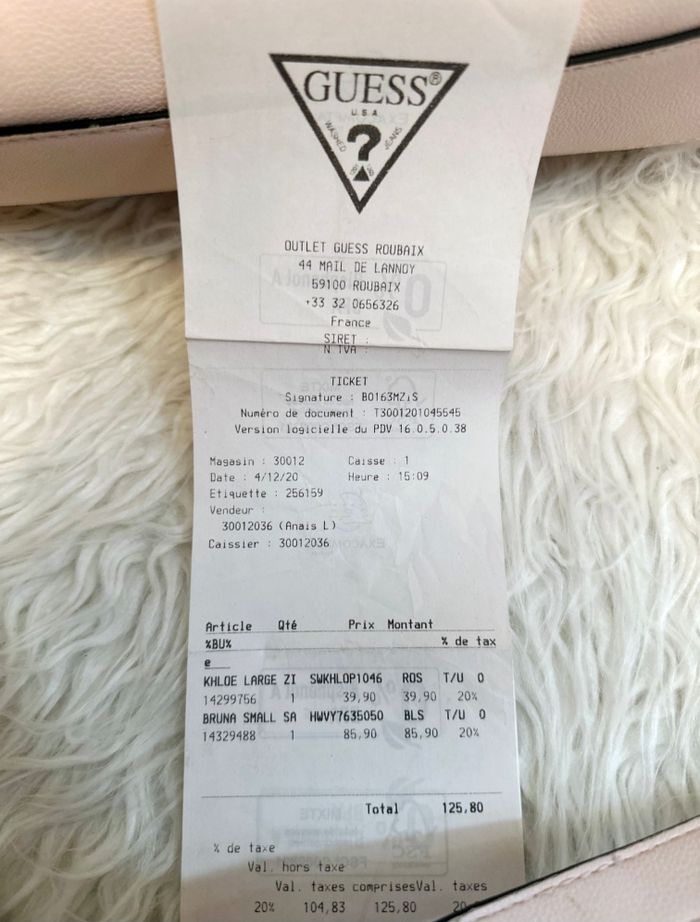 GUESS®
U.S.A
WASHED ? JEANS
OUTLET GUESS ROUBAIX
44 MAIL DE LANNOY
59100 ROUBAIX
+33 32 0656326
France
SIRET :
N TVA :
TICKET
Signature : B0163MZiS
Numéro de document : T3001201045545
Version logicielle du PDV 16.0.5.0.38
Magasin : 30012 Caisse : 1
Date : 4/12/20 Heure : 15:09
Etiquette : 256159
Vendeur :
30012036 (Anais L)
Caissier : 30012036
Article Qté Prix Montant
%BU% % de tax
e
KHLOE LARGE ZI SWKHLOP1046 ROS T/U 0
14299756 1 39,90 39,90 20%
BRUNA SMALL SA HWVY7635050 BLS T/U 0
14329488 1 85,90 85,90 20%
Total 125,80
% de taxe
Val. hors taxe
Val. taxes comprisesVal. taxes
20% 104,83 125,80